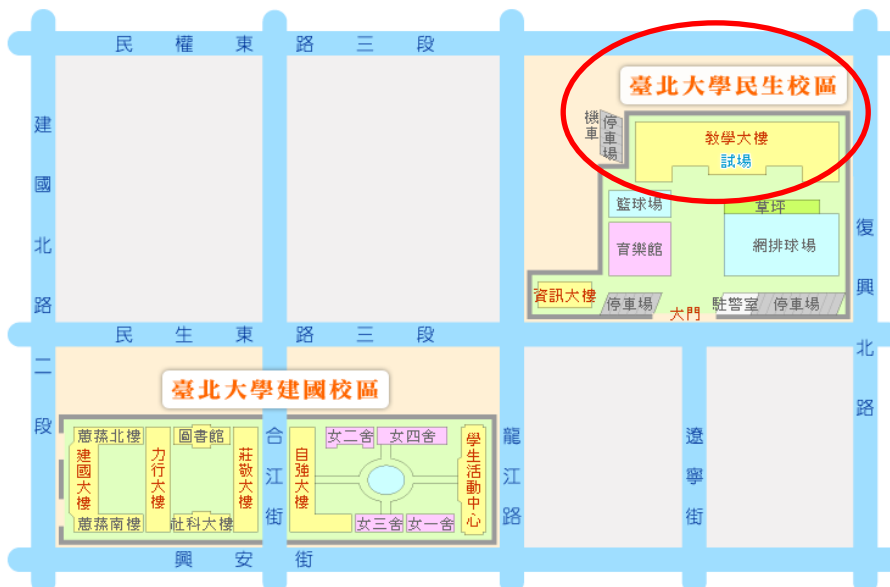 民權東路三段
建國北路二段
臺北大學民生校區
機車
停車場
教學大樓
試場
籃球場
草坪
育樂館
網排球場
復興北路
資訊大樓
停車場
大門
駐警室
停車場
民生東路三段
臺北大學建國校區
蕙蓀北樓
圖書館
建國大樓
力行大樓
莊敬大樓
蕙蓀南樓
社科大樓
合江街
自強大樓
女二舍
女四舍
女三舍
女一舍
學生活動中心
龍江路
遼寧街
興安街